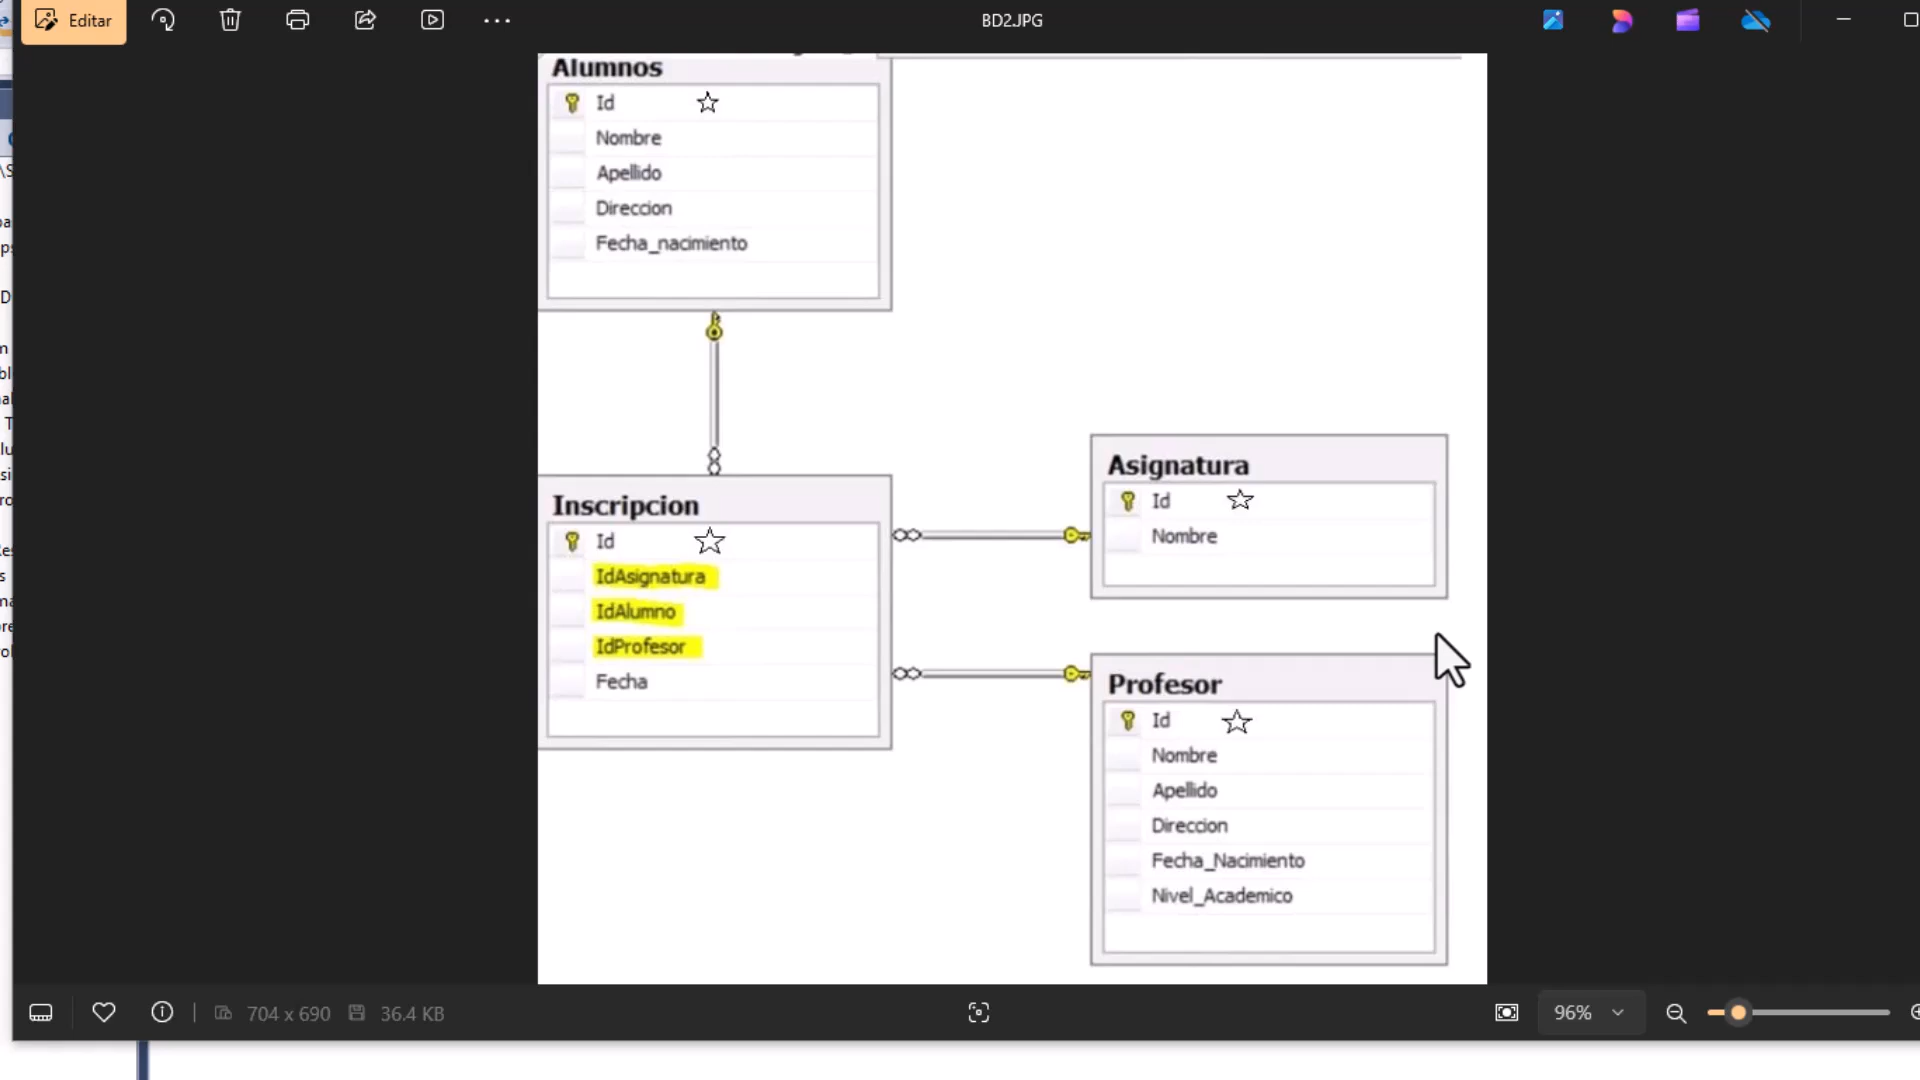 Editar
BD2.JPG
Alumnos
Id
Nombre
Apellido
Direccion
Fecha_nacimiento
Inscripcion
Id
IdAsignatura
IdAlumno
IdProfesor
Fecha
Asignatura
Id
Nombre
Profesor
Id
Nombre
Apellido
Direccion
Fecha_Nacimiento
Nivel_Academico
704 x 690
36.4 KB
96%